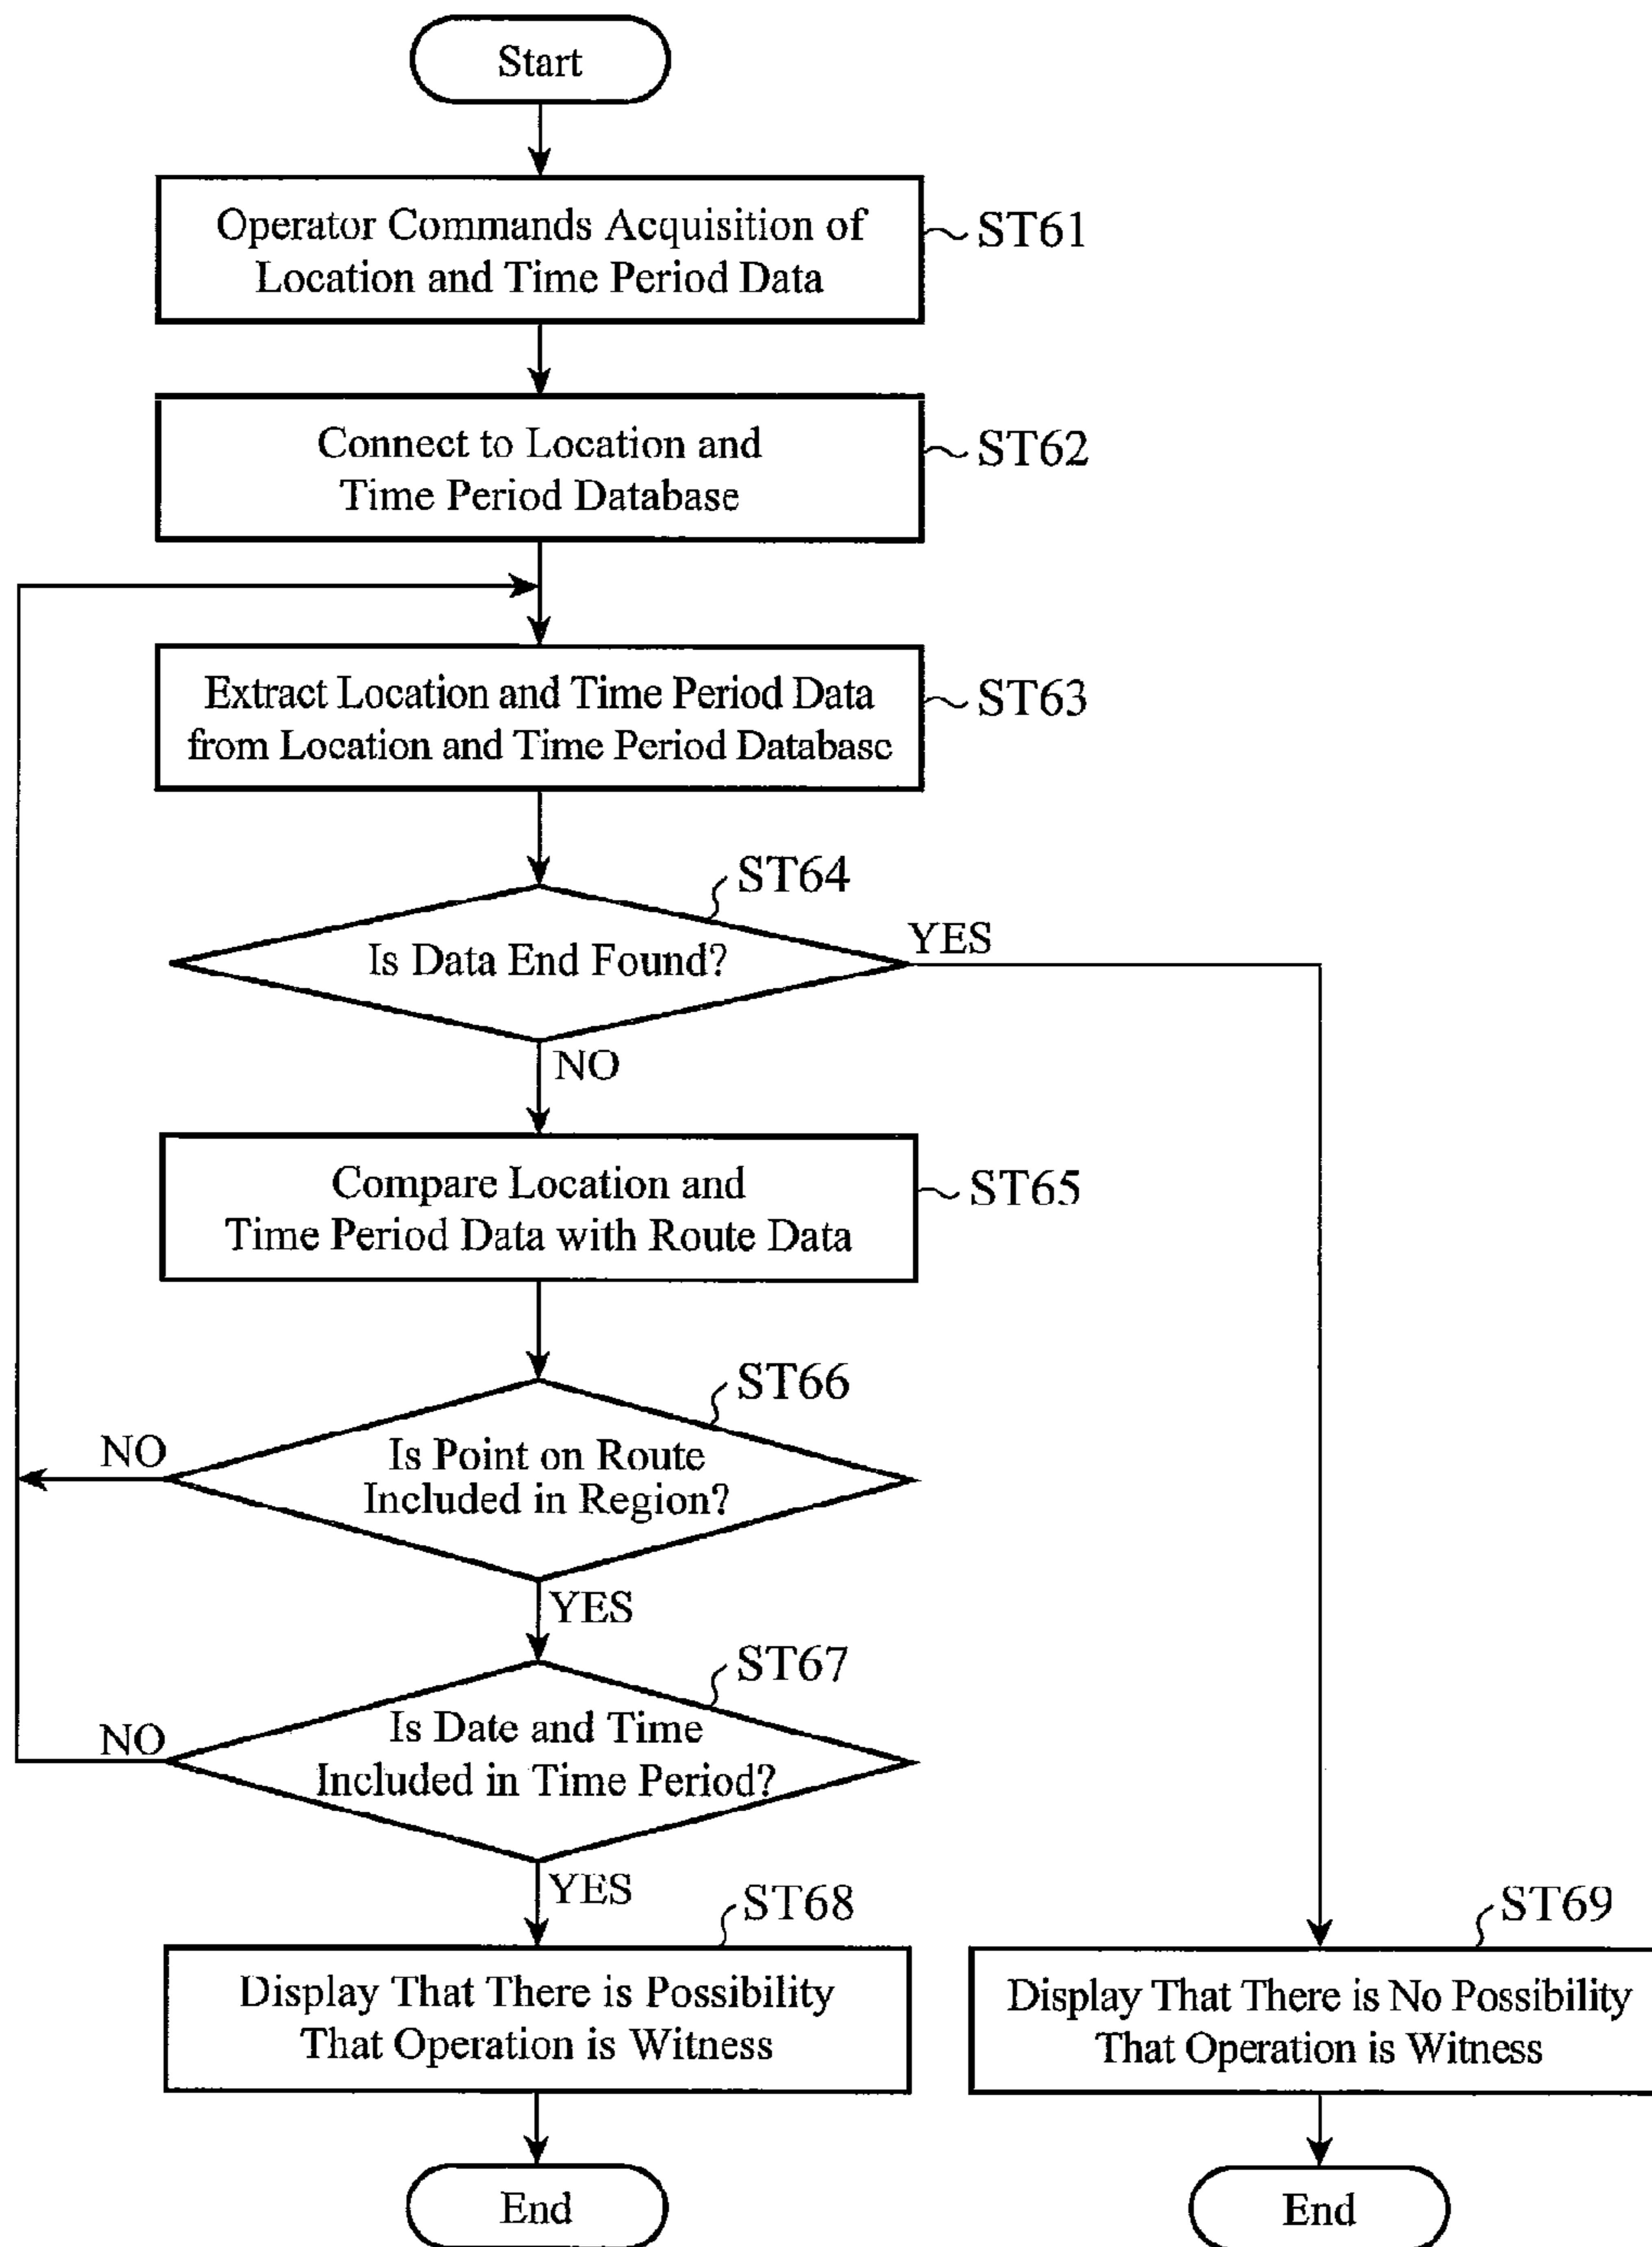 Start
Operator Commands Acquisition of
Location and Time Period Data
ST61
Connect to Location and
Time Period Database
ST62
Extract Location and Time Period Data
from Location and Time Period Database
ST63
ST64
Is Data End Found?
YES
NO
Compare Location and
Time Period Data with Route Data
ST65
ST66
Is Point on Route
Included in Region?
NO
YES
ST67
Is Date and Time
Included in Time Period?
NO
YES
ST68
Display That There is Possibility
That Operation is Witness
End
ST69
Display That There is No Possibility
That Operation is Witness
End